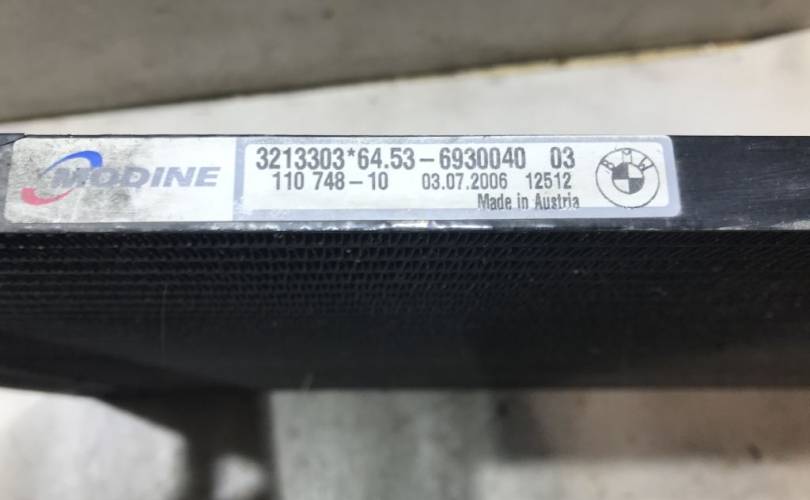 MODINE
3213303*64.53-6930040 03
110 748-10 03.07.2006 12512
Made in Austria